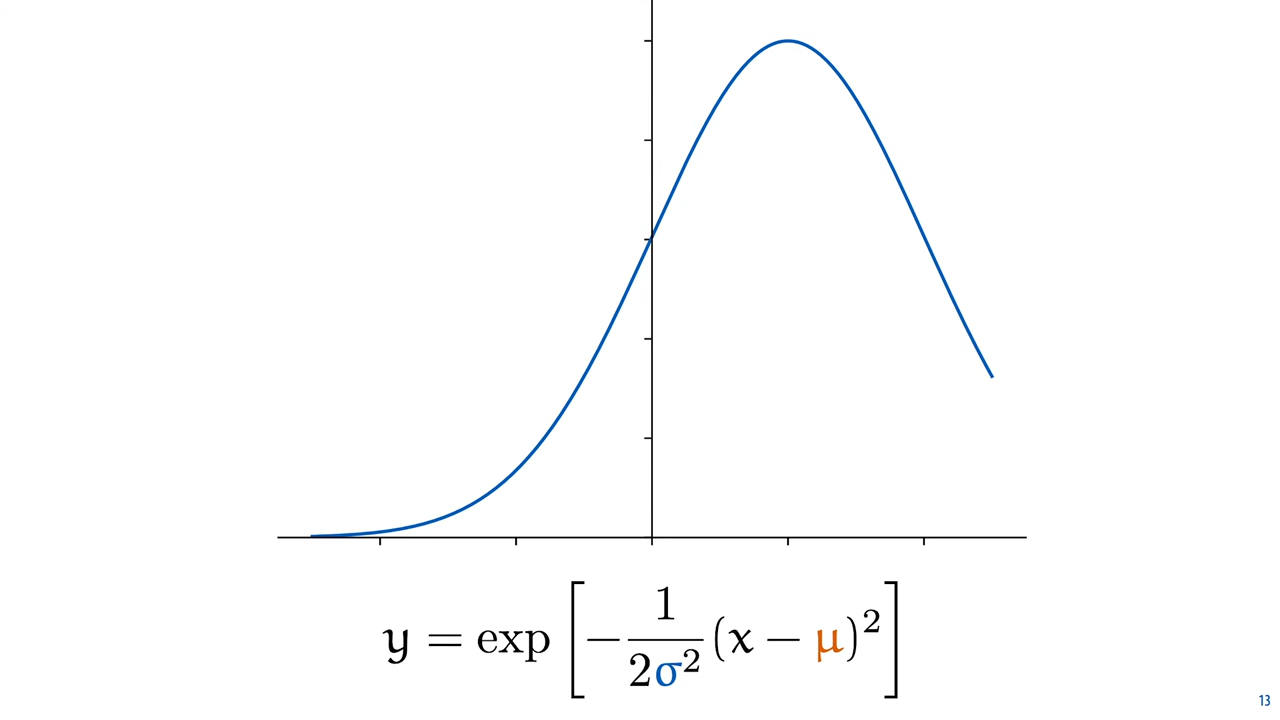 y = exp [ − 1/2σ² (x − μ)² ]
13